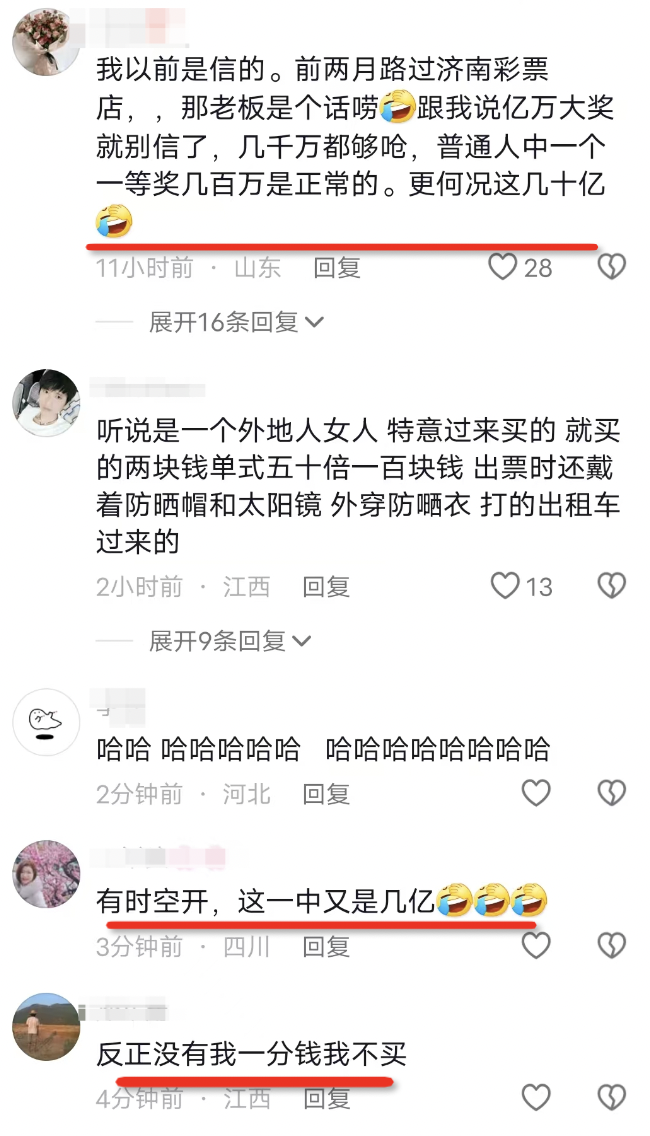 我以前是信的。前两月路过济南彩票
店，，那老板是个话唠🤣跟我说亿万大奖
就别信了，几千万都够呛，普通人中一个
一等奖几百万是正常的。更何况这几十亿
🤣
11小时前 · 山东 回复 28
展开16条回复
听说是一个外地人女人 特意过来买的 就买
的两块钱单式五十倍一百块钱 出票时还戴
着防晒帽和太阳镜 外穿防嗮衣 打的出租车
过来的
2小时前 · 江西 回复 13
展开9条回复
哈哈 哈哈哈哈哈 哈哈哈哈哈哈哈哈
2分钟前 · 河北 回复
有时空开，这一中又是几亿🤣🤣🤣
3分钟前 · 四川 回复
反正没有我一分钱我不买
4分钟前 · 江西 回复